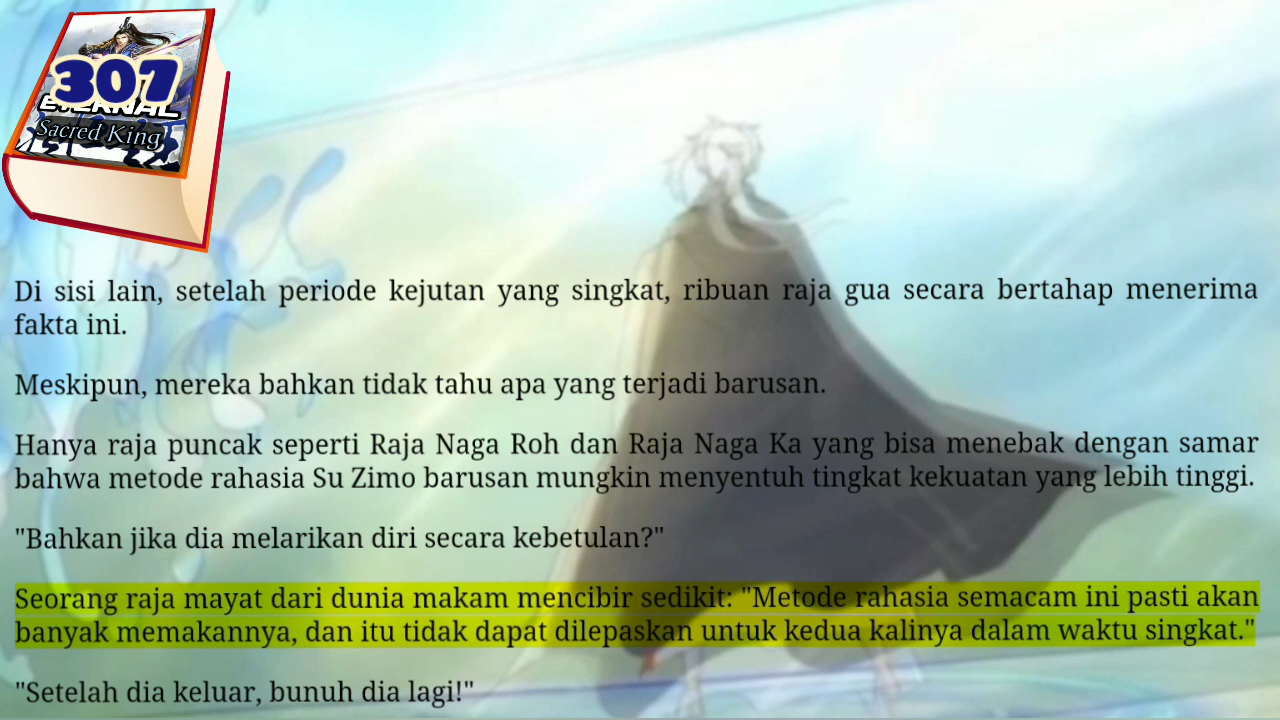 307
ETERNAL
Sacred King
Di sisi lain, setelah periode kejutan yang singkat, ribuan raja gua secara bertahap menerima
fakta ini.
Meskipun, mereka bahkan tidak tahu apa yang terjadi barusan.
Hanya raja puncak seperti Raja Naga Roh dan Raja Naga Ka yang bisa menebak dengan samar
bahwa metode rahasia Su Zimo barusan mungkin menyentuh tingkat kekuatan yang lebih tinggi.
"Bahkan jika dia melarikan diri secara kebetulan?"
Seorang raja mayat dari dunia makam mencibir sedikit: "Metode rahasia semacam ini pasti akan
banyak memakannya, dan itu tidak dapat dilepaskan untuk kedua kalinya dalam waktu singkat."
"Setelah dia keluar, bunuh dia lagi!"